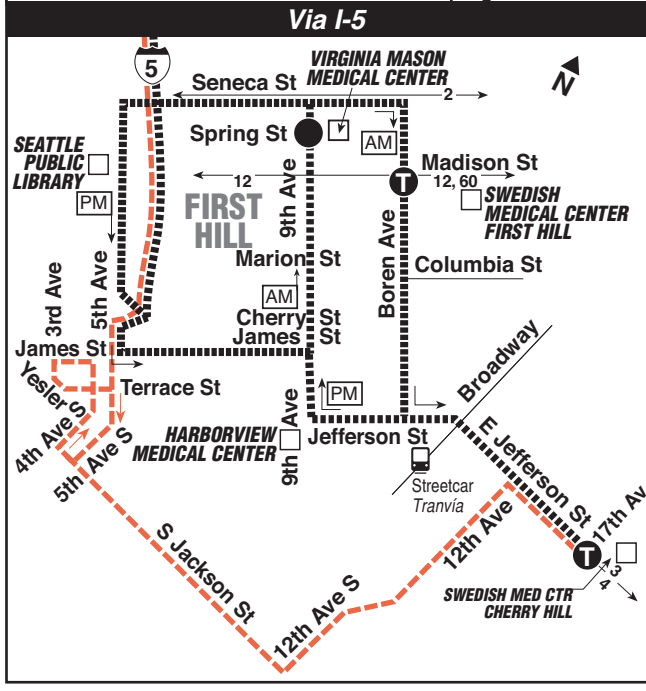 Via I-5
5
VIRGINIA MASON
MEDICAL CENTER
N
Seneca St
2
SEATTLE
PUBLIC
LIBRARY
Spring St
AM
Madison St
12
12, 60
PM
FIRST
HILL
9th Ave
SWEDISH
MEDICAL CENTER
FIRST HILL
Boren Ave
Marion St
Columbia St
3rd Ave
5th Ave
AM
Cherry St
James St
James St
Broadway
Yesler
Terrace St
PM
4th Ave S
5th Ave S
HARBORVIEW
MEDICAL CENTER
9th Ave
Jefferson St
E Jefferson St
Streetcar
Tranvía
17th Av
S Jackson St
12th Ave
T
T
3
4
12th Ave S
SWEDISH MED CTR
CHERRY HILL